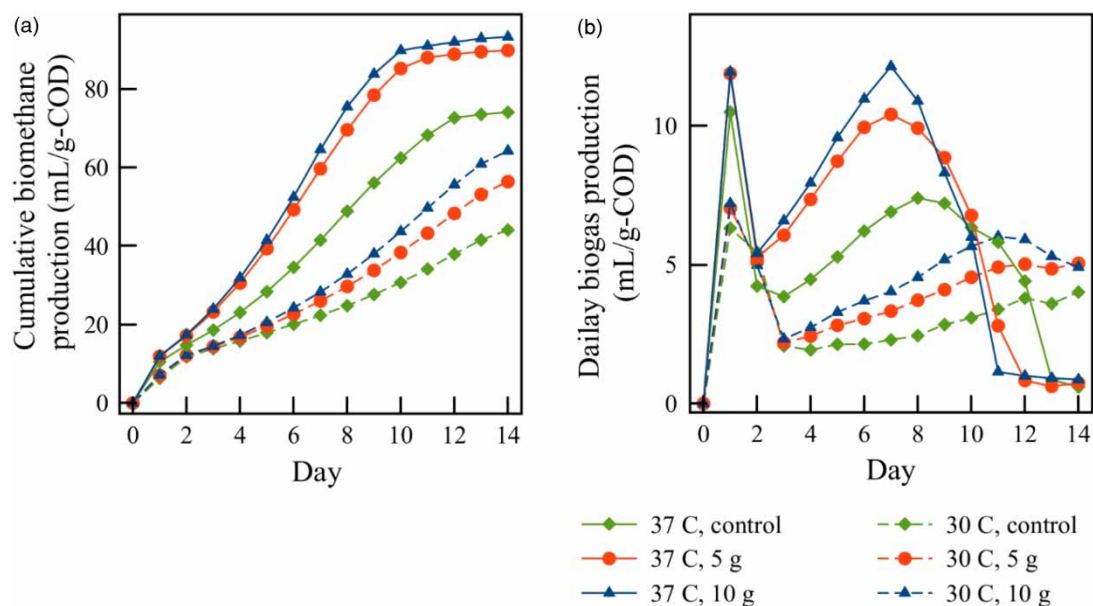 (a)
Cumulative biomethane
production (mL/g-COD)
80
60
40
20
0
0 2 4 6 8 10 12 14
Day
(b)
Dailay biogas production
(mL/g-COD)
10
5
0
0 2 4 6 8 10 12 14
Day
37 C, control
37 C, 5 g
37 C, 10 g
30 C, control
30 C, 5 g
30 C, 10 g